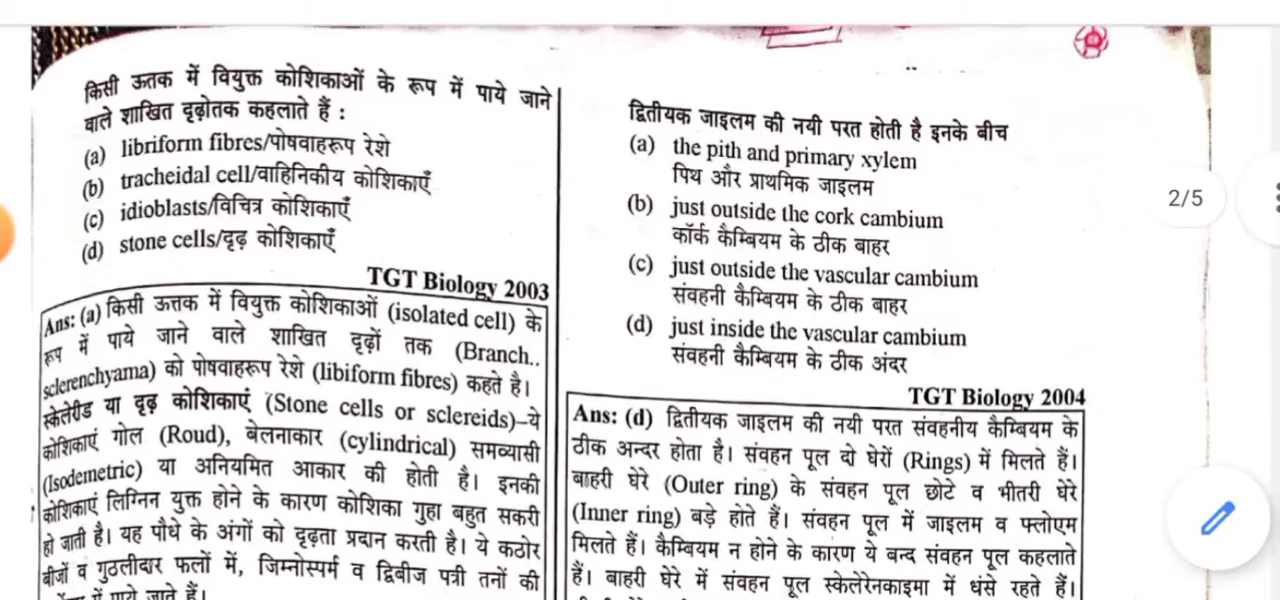 किसी ऊतक में वियुक्त कोशिकाओं के रूप में पाये जाने
वाले शाखित दृढ़ोतक कहलाते हैं :
(a) libriform fibres/पोषवाहरूप रेशे
(b) tracheidal cell/वाहिनिकीय कोशिकाएँ
(c) idioblasts/विचित्र कोशिकाएँ
(d) stone cells/दृढ़ कोशिकाएँ
TGT Biology 2003
Ans: (a) किसी ऊत्तक में वियुक्त कोशिकाओं (isolated cell) के
रूप में पाये जाने वाले शाखित दृढ़ों तक (Branch..
sclerenchyama) को पोषवाहरूप रेशे (libiform fibres) कहते है।
स्केलेरीड या दृढ़ कोशिकाएं (Stone cells or sclereids)–ये
कोशिकाएं गोल (Roud), बेलनाकार (cylindrical) समव्यासी
(Isodemetric) या अनियमित आकार की होती है। इनकी
कोशिकाएं लिग्निन युक्त होने के कारण कोशिका गुहा बहुत सकरी
हो जाती है। यह पौधे के अंगों को दृढ़ता प्रदान करती है। ये कठोर
बीजों व गुठलीदार फलों में, जिम्नोस्पर्म व द्विबीज पत्री तनों की
में पाये जाते हैं।
द्वितीयक जाइलम की नयी परत होती है इनके बीच
(a) the pith and primary xylem
पिथ और प्राथमिक जाइलम
(b) just outside the cork cambium
कॉर्क कैम्बियम के ठीक बाहर
(c) just outside the vascular cambium
संवहनी कैम्बियम के ठीक बाहर
(d) just inside the vascular cambium
संवहनी कैम्बियम के ठीक अंदर
TGT Biology 2004
Ans: (d) द्वितीयक जाइलम की नयी परत संवहनीय कैम्बियम के
ठीक अन्दर होता है। संवहन पूल दो घेरों (Rings) में मिलते हैं।
बाहरी घेरे (Outer ring) के संवहन पूल छोटे व भीतरी घेरे
(Inner ring) बड़े होते हैं। संवहन पूल में जाइलम व फ्लोएम
मिलते हैं। कैम्बियम न होने के कारण ये बन्द संवहन पूल कहलाते
हैं। बाहरी घेरे में संवहन पूल स्केलेरेनकाइमा में धंसे रहते हैं।
2/5